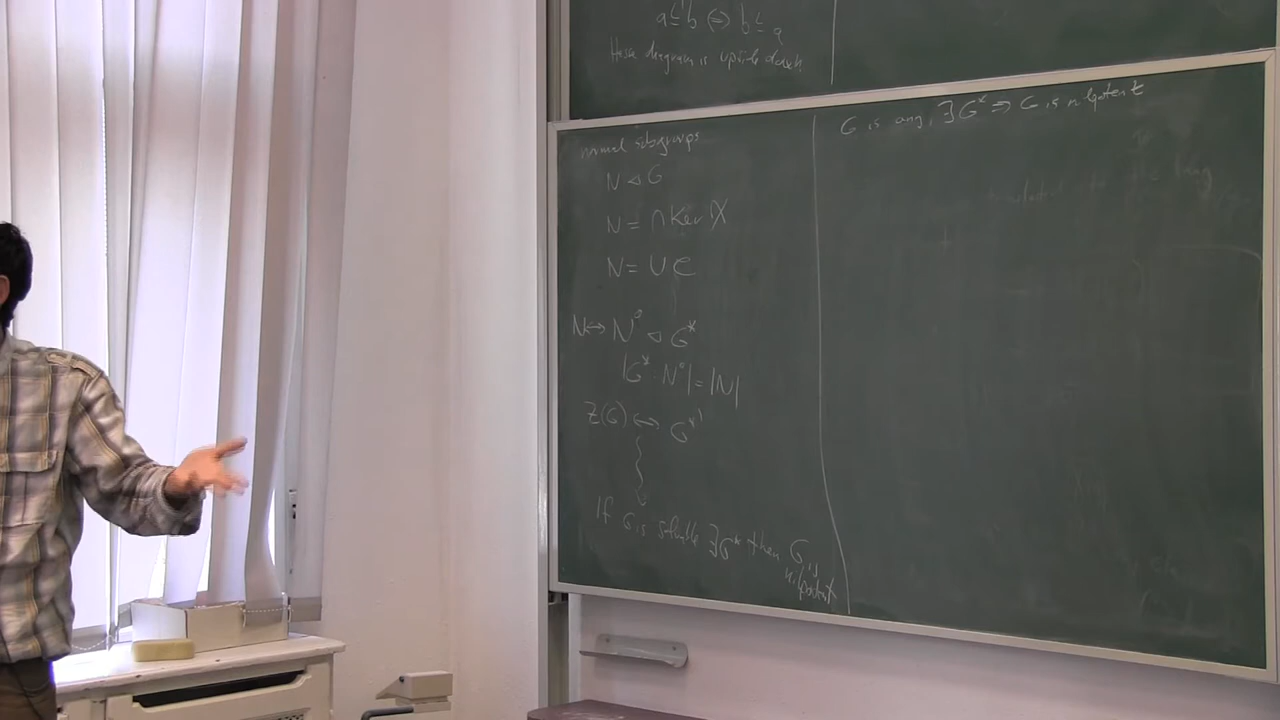 a ≤' b ⇔ b ≤ a
Hasse diagram is upside down
normal subgroups
N ◁ G
N = ∩ Ker χ
N = ∪ C
N ↔ N° ◁ G*
|G* : N°| = |N|
Z(G) ↔ G*'
If G is solvable ∃G* then G is
nilpotent
G is any, ∃G* ⇒ G is nilpotent